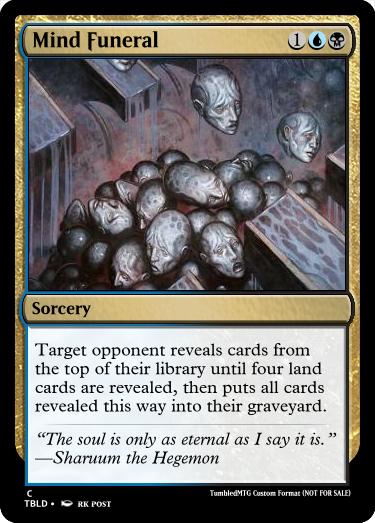 Mind Funeral 1
Sorcery
Target opponent reveals cards from
the top of their library until four land
cards are revealed, then puts all cards
revealed this way into their graveyard.
“The soul is only as eternal as I say it is.”
—Sharuum the Hegemon
C
TBLD • RK POST
TumbledMTG Custom Format (NOT FOR SALE)